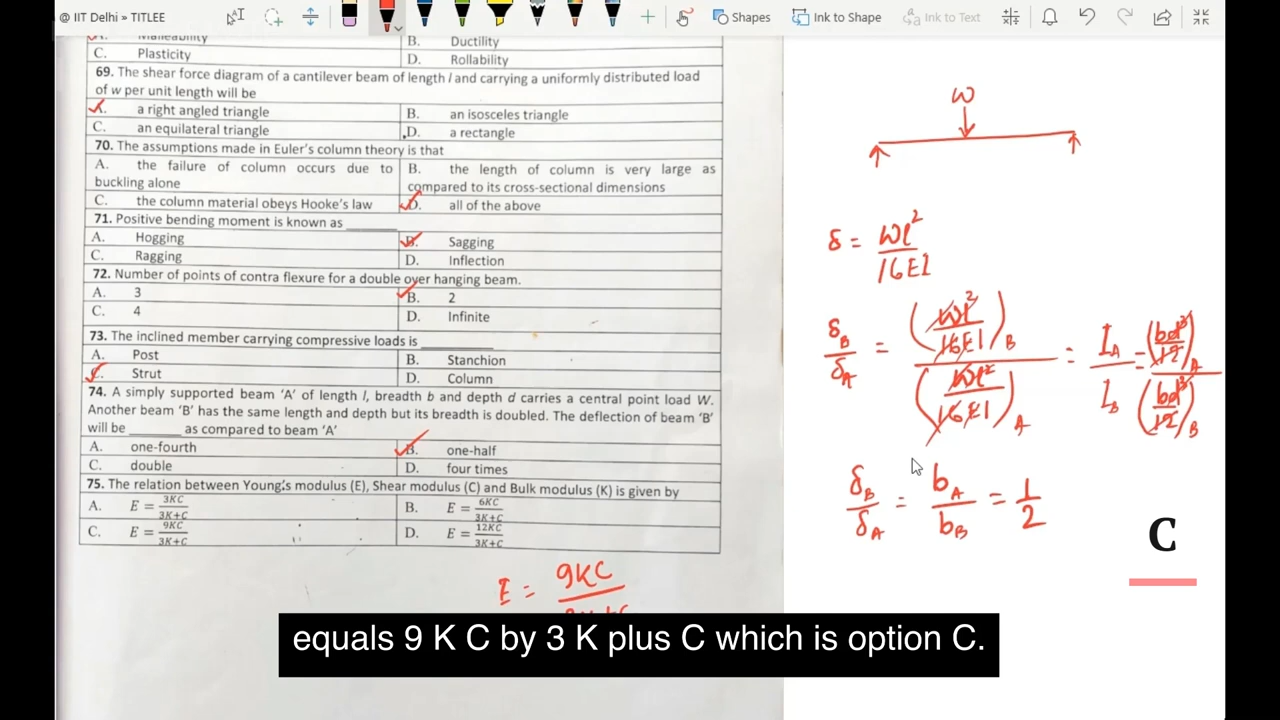 @ IIT Delhi » TITLEE
Shapes
Ink to Shape
Ink to Text
A. Malleability B. Ductility
C. Plasticity D. Rollability
69. The shear force diagram of a cantilever beam of length l and carrying a uniformly distributed load
of w per unit length will be
A. a right angled triangle B. an isosceles triangle
C. an equilateral triangle D. a rectangle
70. The assumptions made in Euler's column theory is that
A. the failure of column occurs due to B. the length of column is very large as
buckling alone compared to its cross-sectional dimensions
C. the column material obeys Hooke's law D. all of the above
71. Positive bending moment is known as ______
A. Hogging B. Sagging
C. Ragging D. Inflection
72. Number of points of contra flexure for a double over hanging beam.
A. 3 B. 2
C. 4 D. Infinite
73. The inclined member carrying compressive loads is ______
A. Post B. Stanchion
C. Strut D. Column
74. A simply supported beam 'A' of length l, breadth b and depth d carries a central point load W.
Another beam 'B' has the same length and depth but its breadth is doubled. The deflection of beam 'B'
will be ______ as compared to beam 'A'
A. one-fourth B. one-half
C. double D. four times
75. The relation between Young's modulus (E), Shear modulus (C) and Bulk modulus (K) is given by
A. E = 3KC/3K+C B. E = 6KC/3K+C
C. E = 9KC/3K+C D. E = 12KC/3K+C
E = 9KC
W
δ = Wl²/16EI
δB/δA = (Wl²/16EI)B/(Wl²/16EI)A = IA/IB = (bd³/12)A/(bd³/12)B
δB/δA = bA/bB = 1/2
C
equals 9 K C by 3 K plus C which is option C.